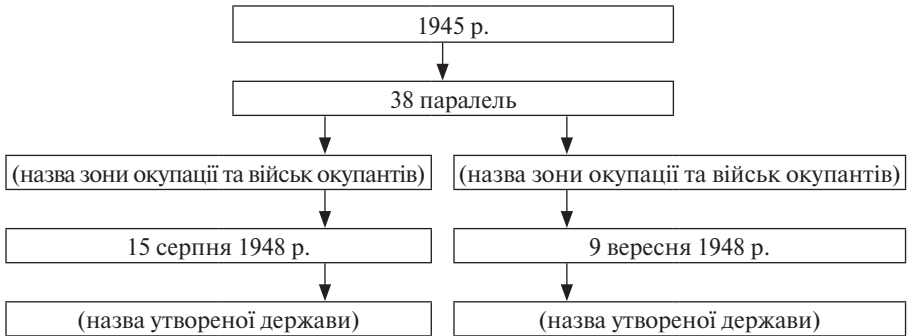 1945 р.
38 паралель
(назва зони окупації та військ окупантів)
(назва зони окупації та військ окупантів)
15 серпня 1948 р.
9 вересня 1948 р.
(назва утвореної держави)
(назва утвореної держави)